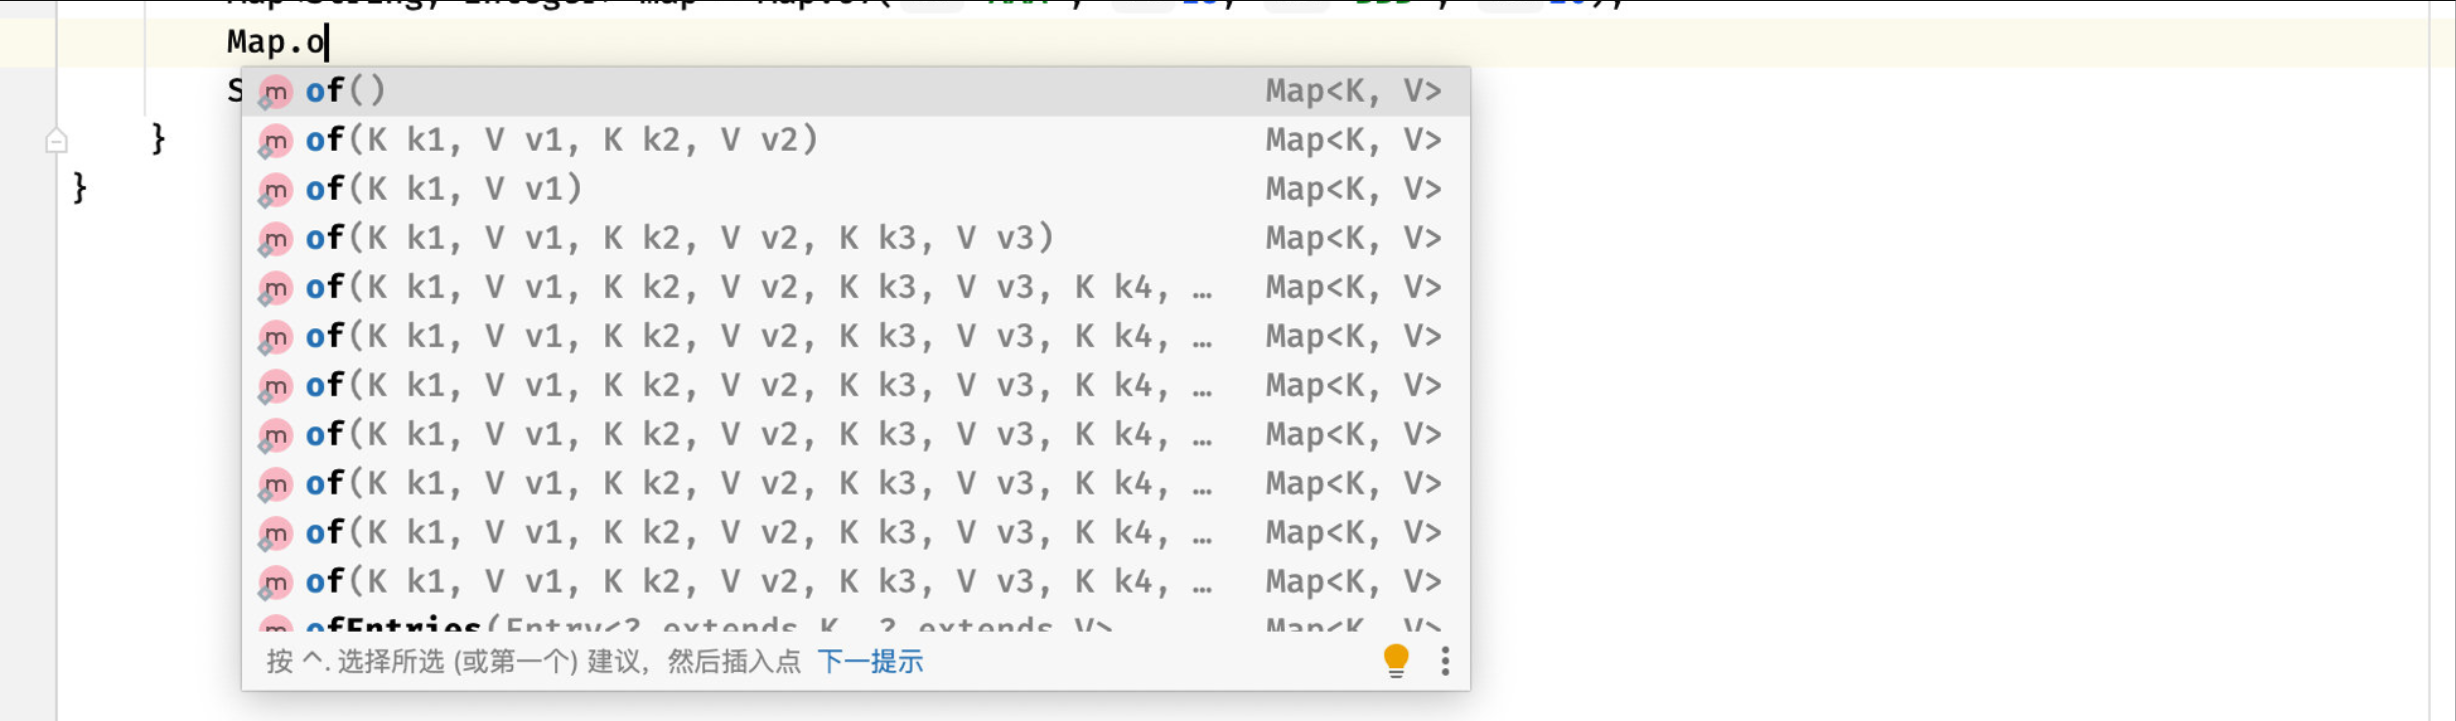 Map.o
S
}
}
of() Map<K, V>
of(K k1, V v1, K k2, V v2) Map<K, V>
of(K k1, V v1) Map<K, V>
of(K k1, V v1, K k2, V v2, K k3, V v3) Map<K, V>
of(K k1, V v1, K k2, V v2, K k3, V v3, K k4, … Map<K, V>
of(K k1, V v1, K k2, V v2, K k3, V v3, K k4, … Map<K, V>
of(K k1, V v1, K k2, V v2, K k3, V v3, K k4, … Map<K, V>
of(K k1, V v1, K k2, V v2, K k3, V v3, K k4, … Map<K, V>
of(K k1, V v1, K k2, V v2, K k3, V v3, K k4, … Map<K, V>
of(K k1, V v1, K k2, V v2, K k3, V v3, K k4, … Map<K, V>
of(K k1, V v1, K k2, V v2, K k3, V v3, K k4, … Map<K, V>
ofEntries(Entry<? extends K, ? extends V> Map<K, V>
按 ^. 选择所选 (或第一个) 建议，然后插入点 下一提示